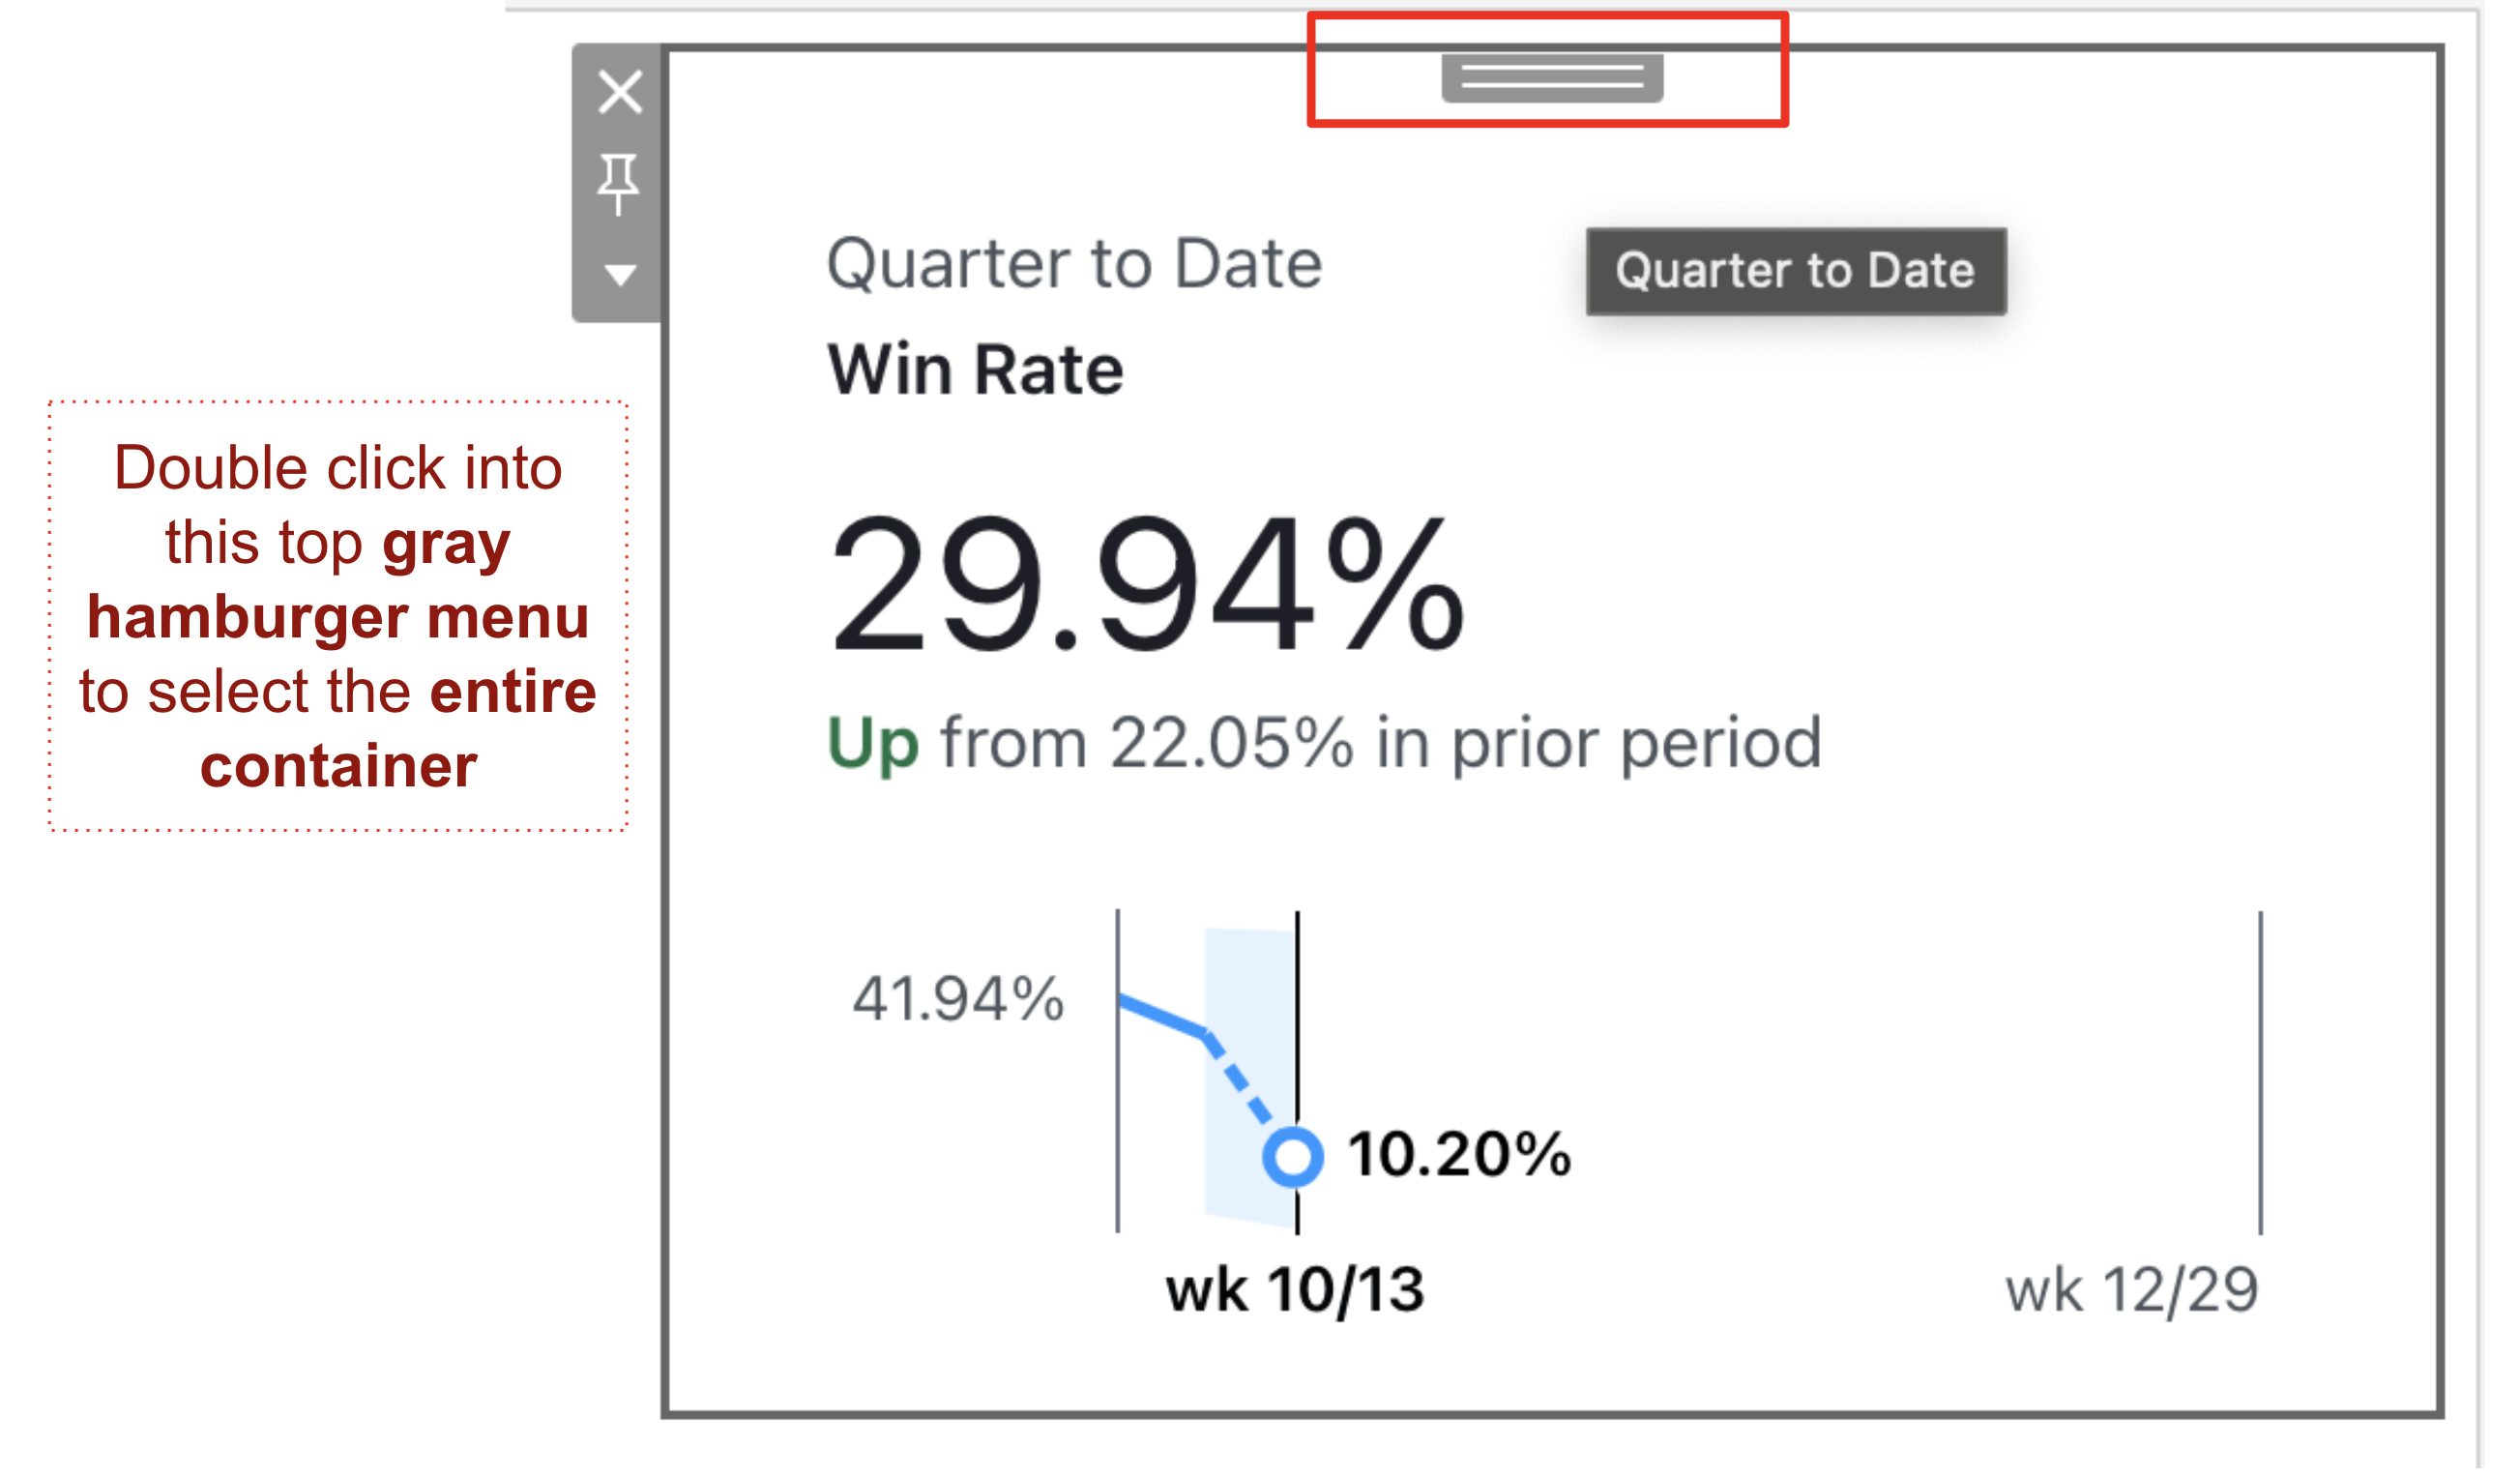 Quarter to Date
Quarter to Date
Win Rate
Double click into
this top gray
hamburger menu
to select the entire
container
29.94%
Up from 22.05% in prior period
41.94%
10.20%
wk 10/13
wk 12/29